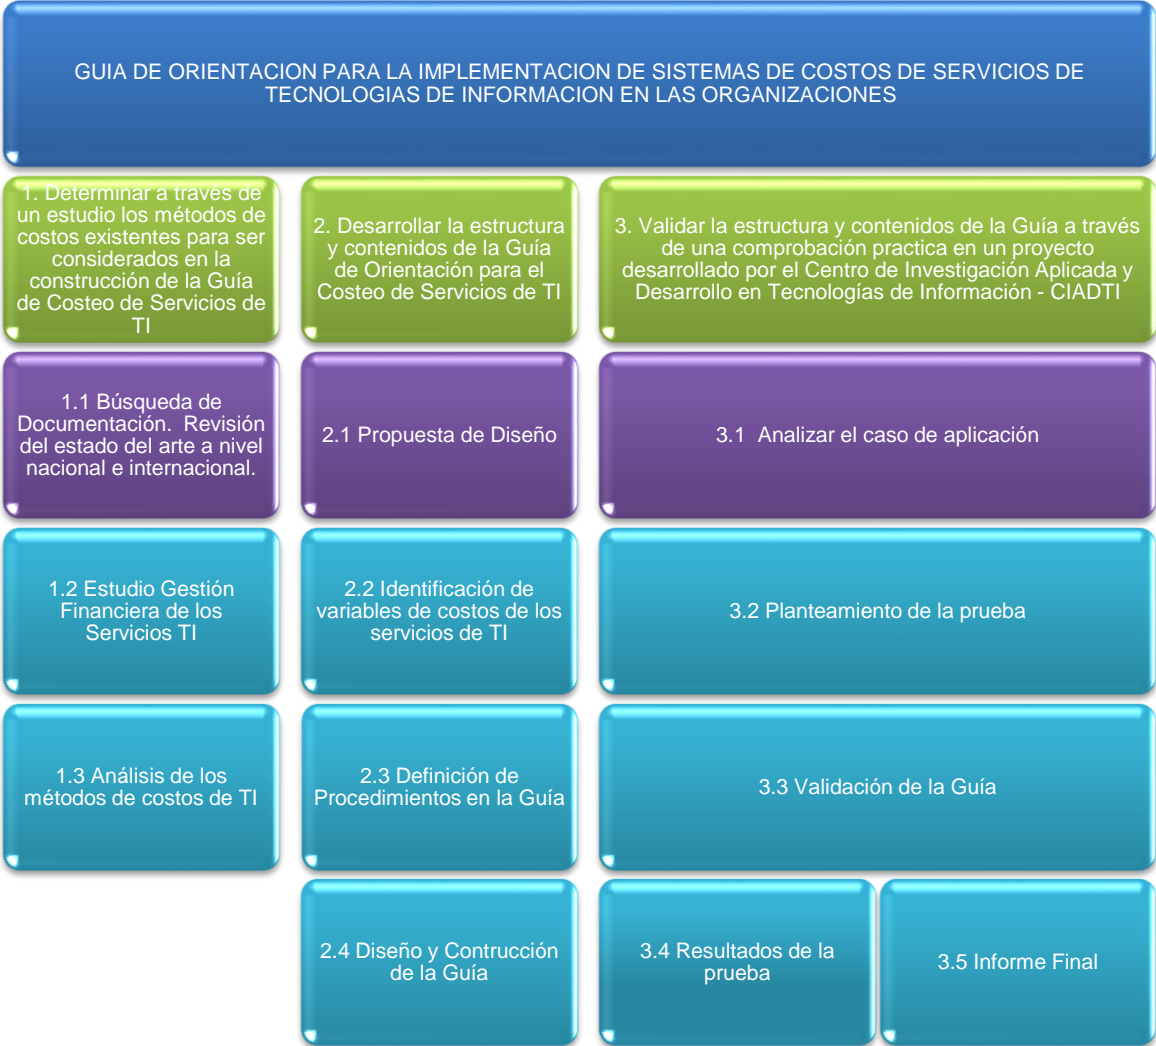 GUIA DE ORIENTACION PARA LA IMPLEMENTACION DE SISTEMAS DE COSTOS DE SERVICIOS DE
TECNOLOGIAS DE INFORMACION EN LAS ORGANIZACIONES
1. Determinar a través de
un estudio los métodos de
costos existentes para ser
considerados en la
construcción de la Guía
de Costeo de Servicios de
TI
2. Desarrollar la estructura
y contenidos de la Guía
de Orientación para el
Costeo de Servicios de TI
3. Validar la estructura y contenidos de la Guía a través
de una comprobación practica en un proyecto
desarrollado por el Centro de Investigación Aplicada y
Desarrollo en Tecnologías de Información - CIADTI
1.1 Búsqueda de
Documentación. Revisión
del estado del arte a nivel
nacional e internacional.
2.1 Propuesta de Diseño
3.1 Analizar el caso de aplicación
1.2 Estudio Gestión
Financiera de los
Servicios TI
2.2 Identificación de
variables de costos de los
servicios de TI
3.2 Planteamiento de la prueba
1.3 Análisis de los
métodos de costos de TI
2.3 Definición de
Procedimientos en la Guía
3.3 Validación de la Guía
2.4 Diseño y Contrucción
de la Guía
3.4 Resultados de la
prueba
3.5 Informe Final